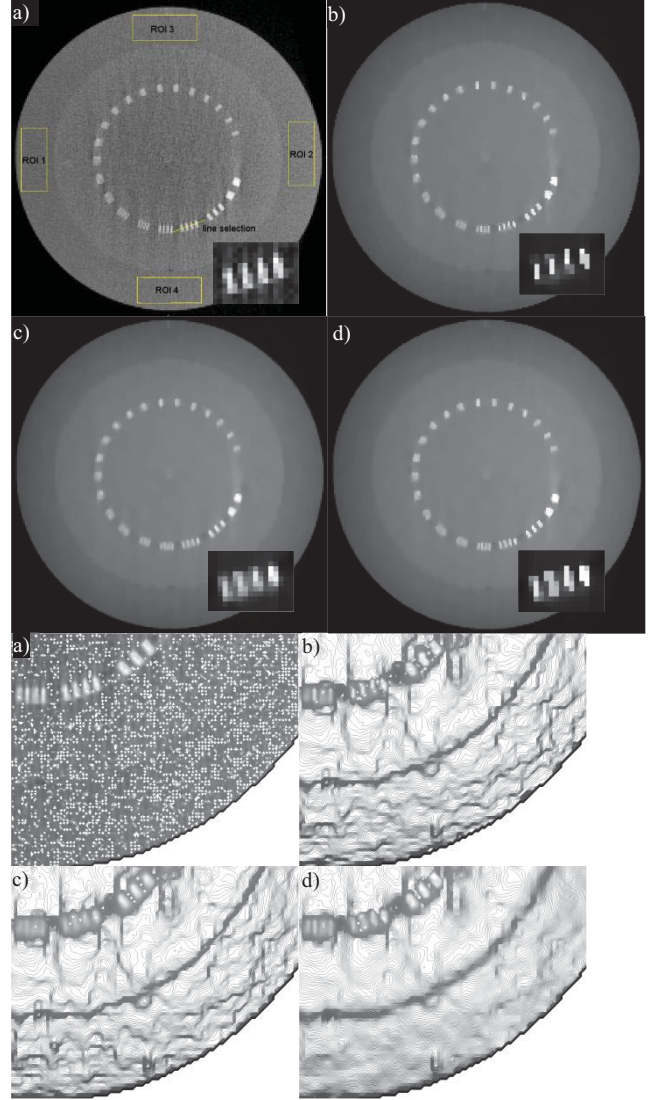 a)
ROI 3
b)
ROI 1
ROI 2
line selection
ROI 4
c)
d)
a)
b)
c)
d)